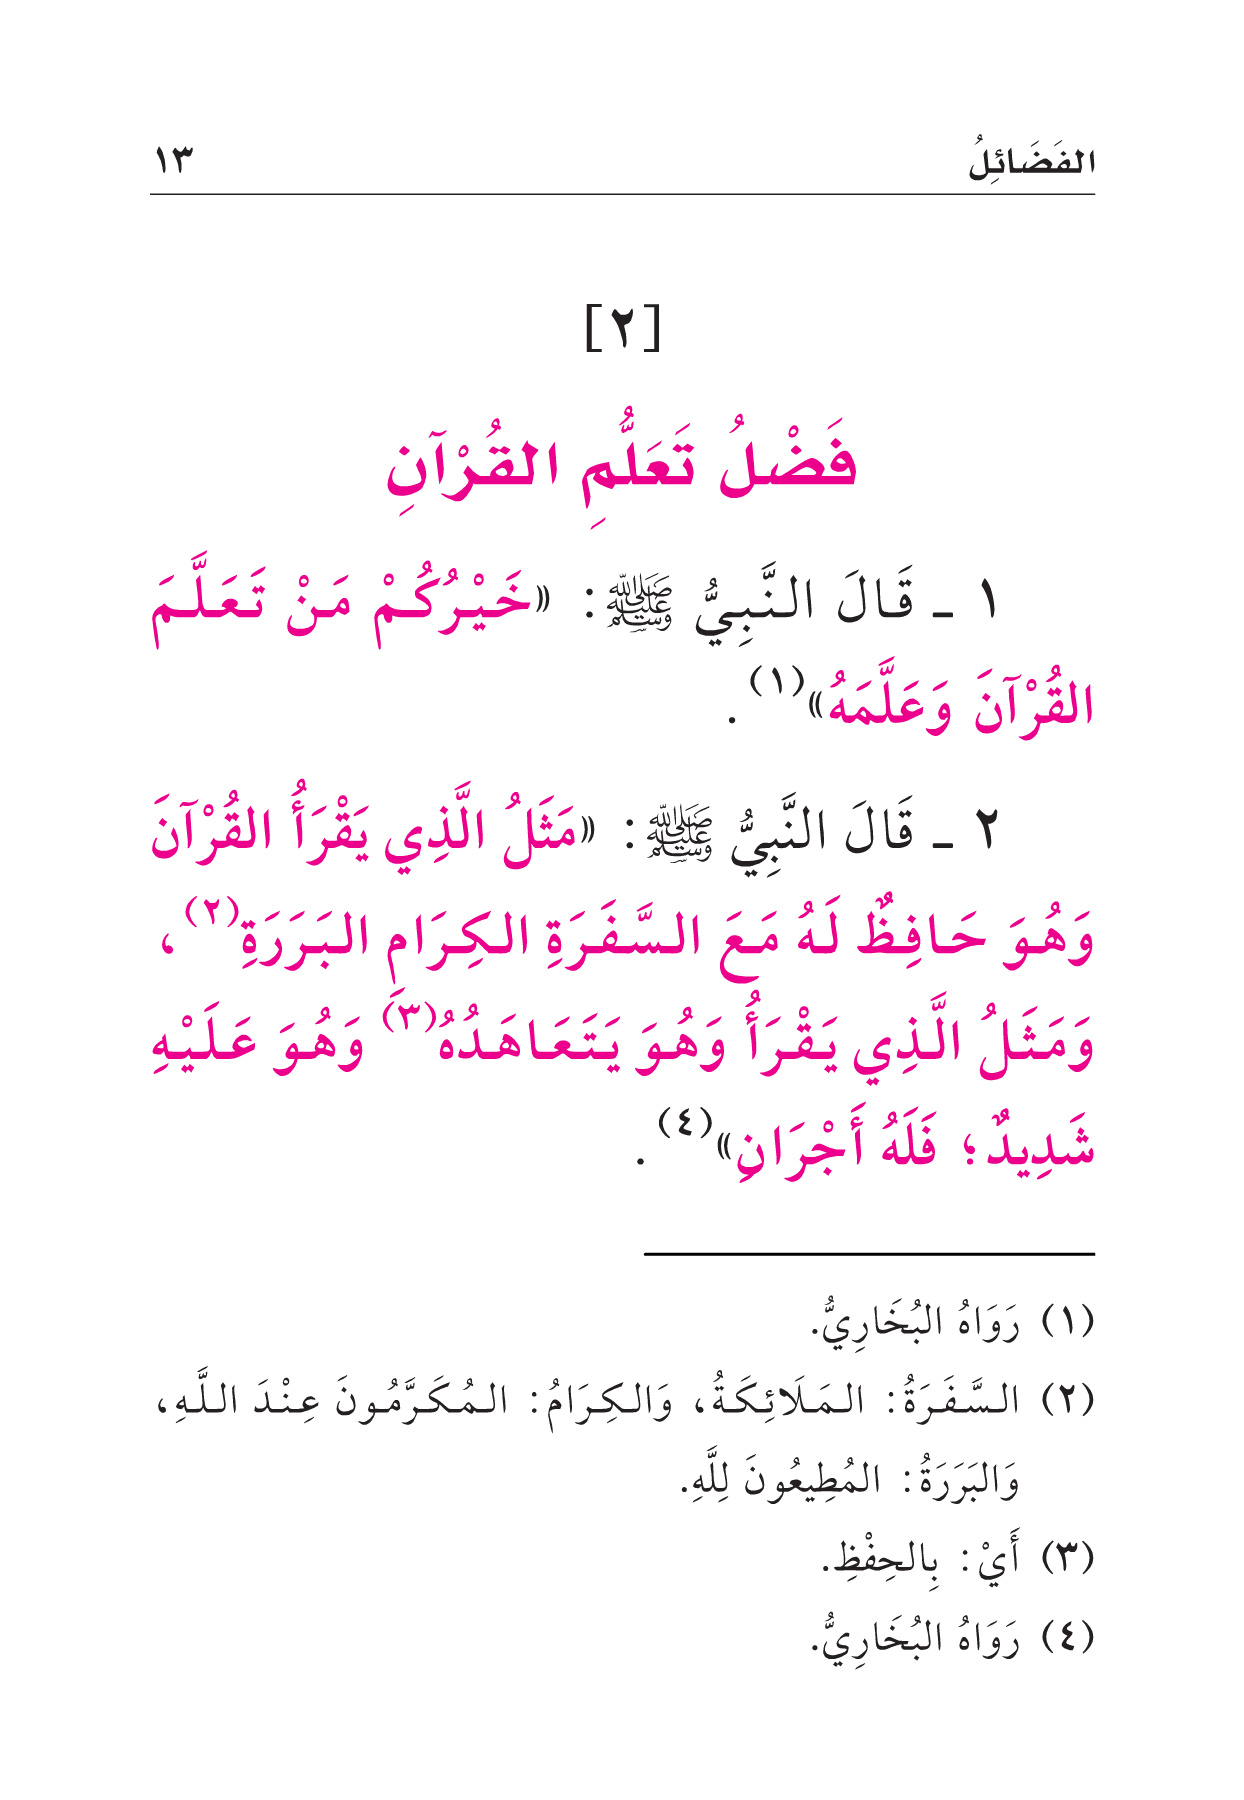 الفَضَائِلُ ١٣
[٢]
فَضْلُ تَعَلُّمِ القُرْآنِ
١ ـ قَالَ النَّبِيُّ ﷺ: «خَيْرُكُمْ مَنْ تَعَلَّمَ
القُرْآنَ وَعَلَّمَهُ»(١).
٢ ـ قَالَ النَّبِيُّ ﷺ: «مَثَلُ الَّذِي يَقْرَأُ القُرْآنَ
وَهُوَ حَافِظٌ لَهُ مَعَ السَّفَرَةِ الكِرَامِ البَرَرَةِ(٢)،
وَمَثَلُ الَّذِي يَقْرَأُ وَهُوَ يَتَعَاهَدُهُ(٣) وَهُوَ عَلَيْهِ
شَدِيدٌ؛ فَلَهُ أَجْرَانِ»(٤).
(١) رَوَاهُ البُخَارِيُّ.
(٢) السَّفَرَةُ: المَلَائِكَةُ، وَالكِرَامُ: المُكَرَّمُونَ عِنْدَ اللَّهِ،
وَالبَرَرَةُ: المُطِيعُونَ لِلَّهِ.
(٣) أَيْ: بِالحِفْظِ.
(٤) رَوَاهُ البُخَارِيُّ.